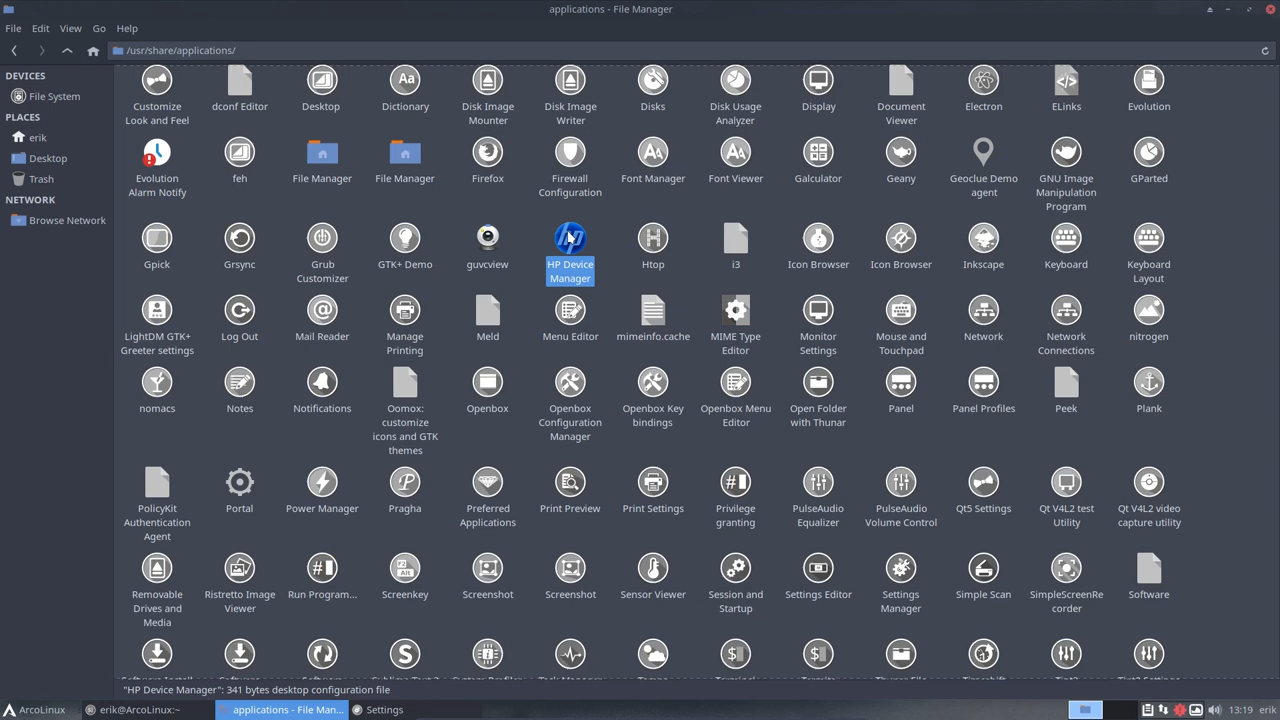 applications - File Manager
File Edit View Go Help
/usr/share/applications/
DEVICES
File System
PLACES
erik
Desktop
Trash
NETWORK
Browse Network
Customize Look and Feel
dconf Editor
Desktop
Aa
Dictionary
Disk Image Mounter
Disk Image Writer
Disks
Disk Usage Analyzer
Display
Document Viewer
Electron
</>
ELinks
Evolution
Evolution Alarm Notify
feh
File Manager
File Manager
Firefox
Firewall Configuration
Font Manager
Font Viewer
Galculator
Geany
Geoclue Demo agent
GNU Image Manipulation Program
GParted
Gpick
Grsync
Grub Customizer
GTK+ Demo
guvcview
hp
HP Device Manager
Htop
i3
Icon Browser
Icon Browser
Inkscape
Keyboard
Keyboard Layout
LightDM GTK+ Greeter settings
Log Out
Mail Reader
Manage Printing
Meld
Menu Editor
mimeinfo.cache
MIME Type Editor
Monitor Settings
Mouse and Touchpad
Network
Network Connections
nitrogen
nomacs
Notes
Notifications
Oomox: customize icons and GTK themes
Openbox
Openbox Configuration Manager
Openbox Key bindings
Openbox Menu Editor
Open Folder with Thunar
Panel
Panel Profiles
Peek
Plank
PolicyKit Authentication Agent
Portal
Power Manager
Pragha
Preferred Applications
Print Preview
Print Settings
Privilege granting
PulseAudio Equalizer
PulseAudio Volume Control
Qt5 Settings
Qt V4L2 test Utility
Qt V4L2 video capture utility
Removable Drives and Media
Ristretto Image Viewer
Run Program...
Screenkey
Screenshot
Screenshot
Sensor Viewer
Session and Startup
Settings Editor
Settings Manager
Simple Scan
SimpleScreenRecorder
Software
"HP Device Manager": 341 bytes desktop configuration file
ArcoLinux
erik@ArcoLinux:~
applications - File Man...
Settings
13:19 erik